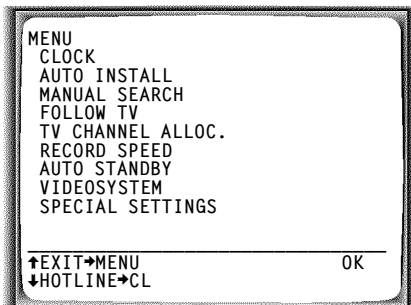 MENU
CLOCK
AUTO INSTALL
MANUAL SEARCH
FOLLOW TV
TV CHANNEL ALLOC.
RECORD SPEED
AUTO STANDBY
VIDEOSYSTEM
SPECIAL SETTINGS
↑EXIT→MENU OK
↓HOTLINE→CL